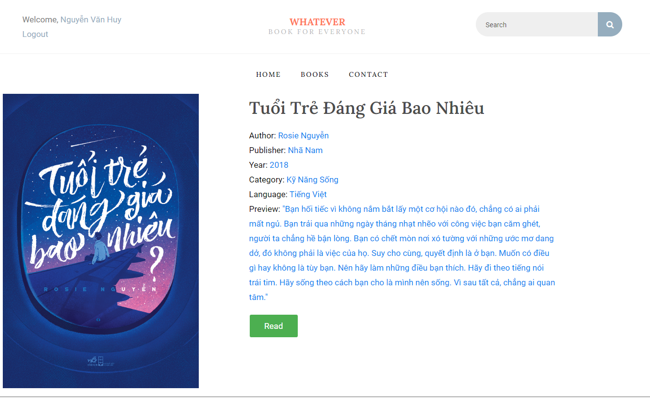 Welcome, Nguyễn Văn Huy
Logout
WHATEVER
BOOK FOR EVERYONE
Search
HOME
BOOKS
CONTACT
Tuổi trẻ
đáng giá
bao nhiêu
?
ROSIE NGUYỄN
Tuổi Trẻ Đáng Giá Bao Nhiêu
Author: Rosie Nguyễn
Publisher: Nhã Nam
Year: 2018
Category: Kỹ Năng Sống
Language: Tiếng Việt
Preview: "Bạn hối tiếc vì không nắm bắt lấy một cơ hội nào đó, chẳng có ai phải
mất ngủ. Bạn trải qua những ngày tháng nhạt nhẽo với công việc bạn căm ghét,
người ta chẳng hề bận lòng. Bạn có chết mòn nơi xó tường với những ước mơ dang
dở, đó không phải là việc của họ. Suy cho cùng, quyết định là ở bạn. Muốn có điều
gì hay không là tùy bạn. Nên hãy làm những điều bạn thích. Hãy đi theo tiếng nói
trái tim. Hãy sống theo cách bạn cho là mình nên sống. Vì sau tất cả, chẳng ai quan
tâm."
Read